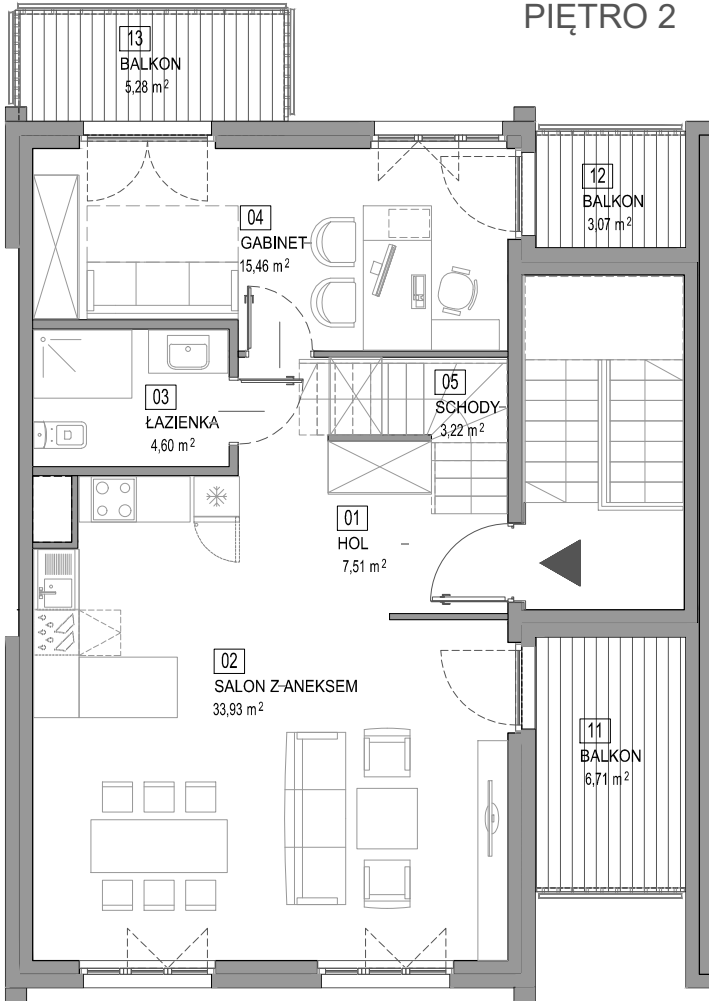 PIĘTRO 2
13
BALKON
5,28 m²
12
BALKON
3,07 m²
04
GABINET
15,46 m²
05
SCHODY
3,22 m²
03
ŁAZIENKA
4,60 m²
01
HOL
7,51 m²
02
SALON Z ANEKSEM
33,93 m²
11
BALKON
6,71 m²